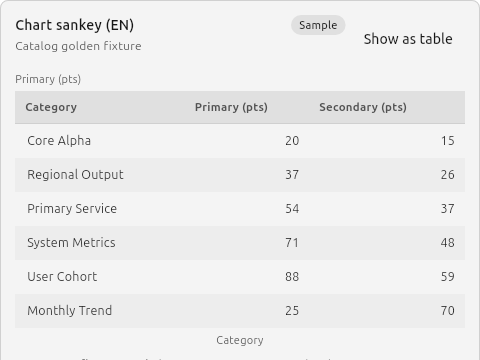 Chart sankey (EN)
Sample
Show as table
Catalog golden fixture
Primary (pts)
Category Primary (pts) Secondary (pts)
Core Alpha 20 15
Regional Output 37 26
Primary Service 54 37
System Metrics 71 48
User Cohort 88 59
Monthly Trend 25 70
Category